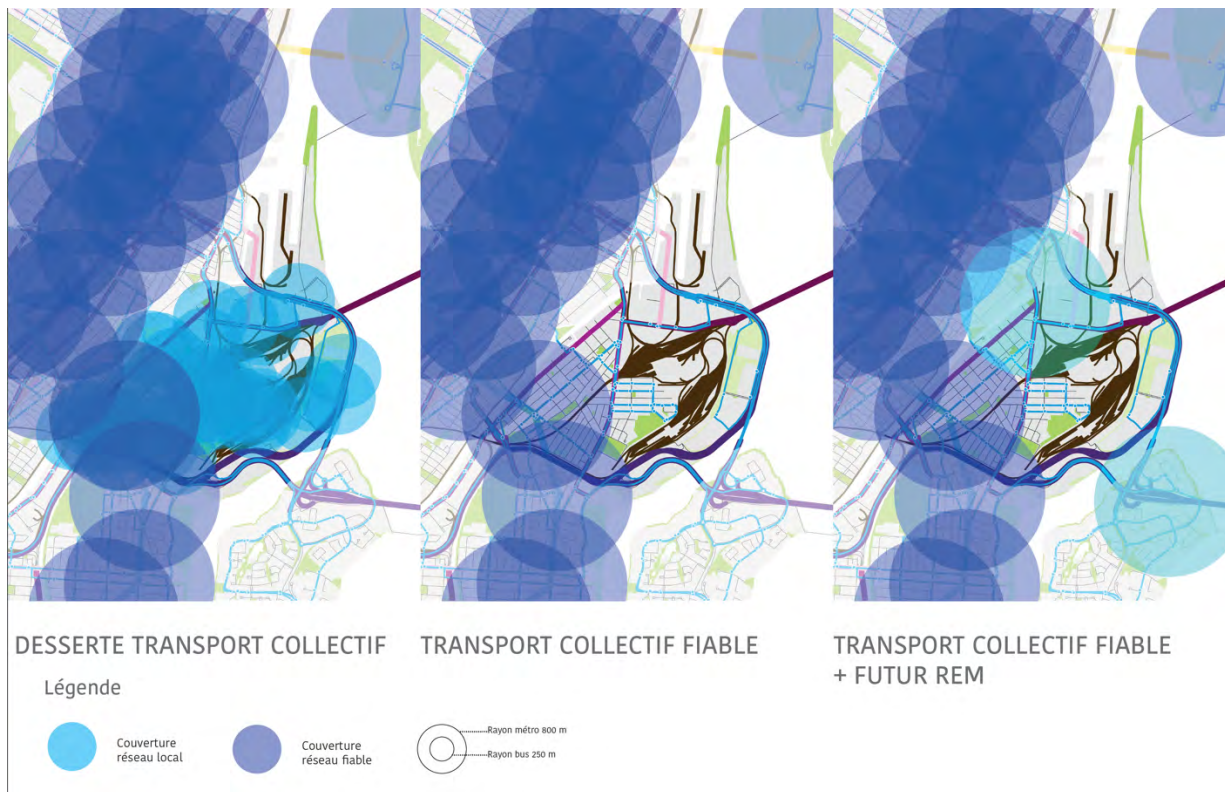 DESSERTE TRANSPORT COLLECTIF
TRANSPORT COLLECTIF FIABLE
TRANSPORT COLLECTIF FIABLE
+ FUTUR REM
Légende
Couverture
réseau local
Couverture
réseau fiable
Rayon métro 800 m
Rayon bus 250 m